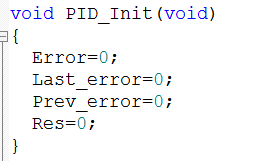 void PID_Init(void)
{
  Error=0;
  Last_error=0;
  Prev_error=0;
  Res=0;
}